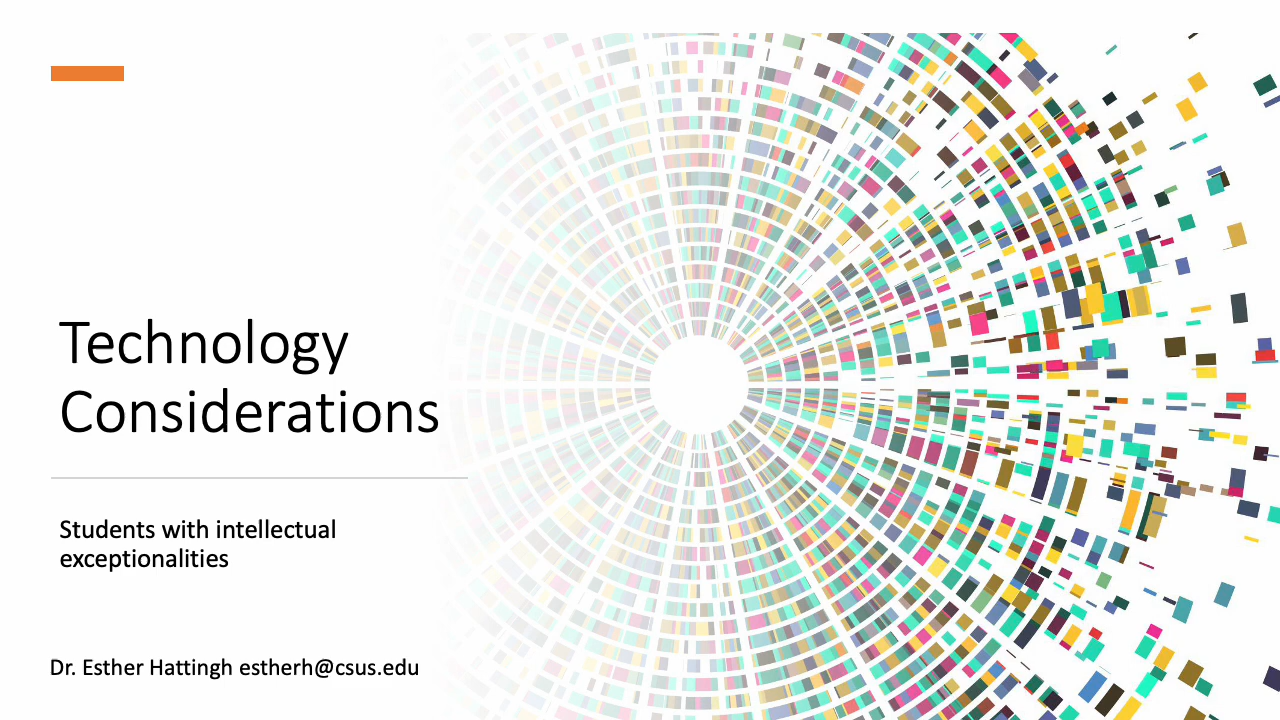 Technology
Considerations
Students with intellectual
exceptionalities
Dr. Esther Hattingh estherh@csus.edu